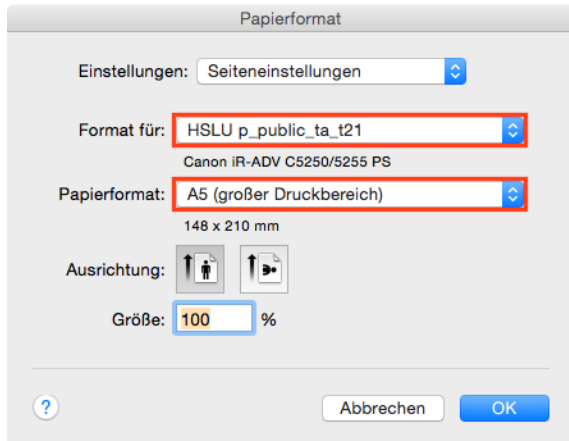 Papierformat
Einstellungen: Seiteneinstellungen
Format für: HSLU p_public_ta_t21
Canon iR-ADV C5250/5255 PS
Papierformat: A5 (großer Druckbereich)
148 x 210 mm
Ausrichtung:
Größe: 100 %
? Abbrechen OK